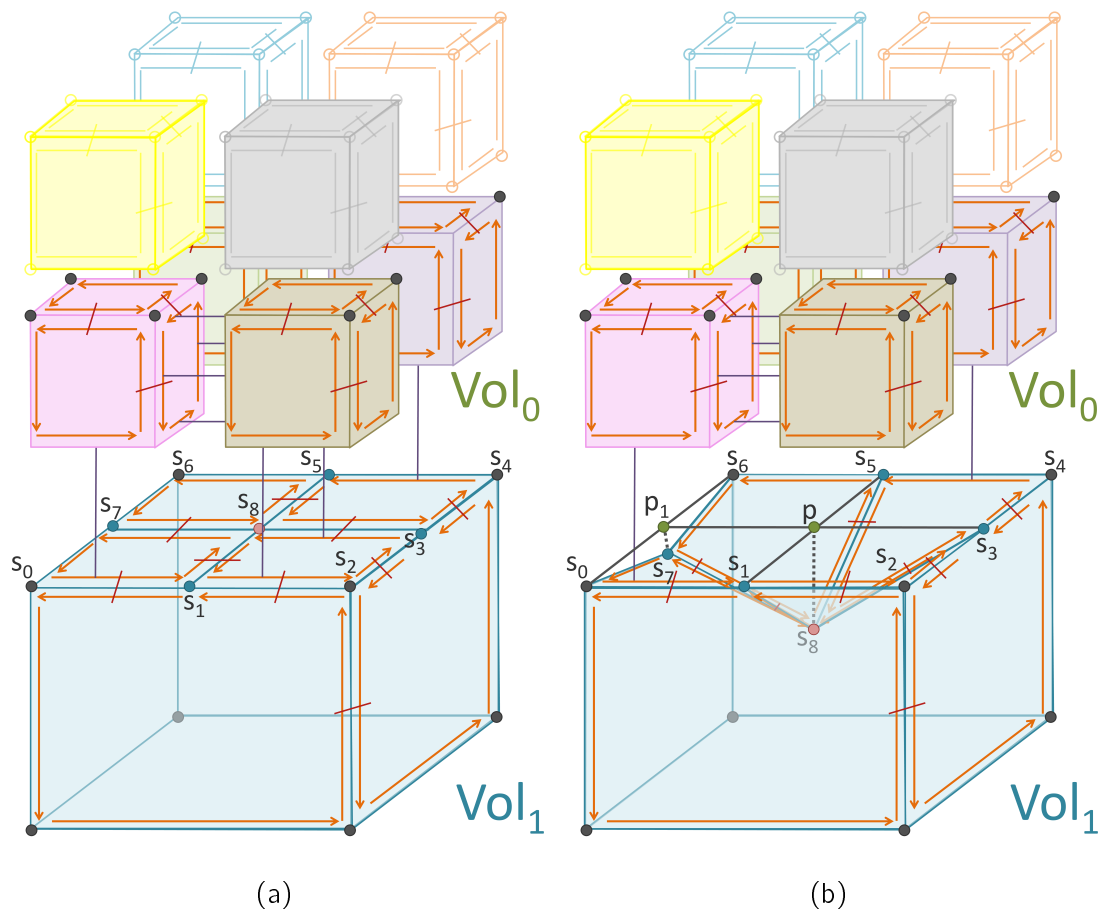 Vol₀
Vol₀
s₆
s₅
s₄
s₇
s₈
s₃
s₀
s₂
s₁
Vol₁
s₆
s₅
s₄
p₁
p
s₃
s₀
s₇
s₁
s₂
s₈
Vol₁
(a)
(b)